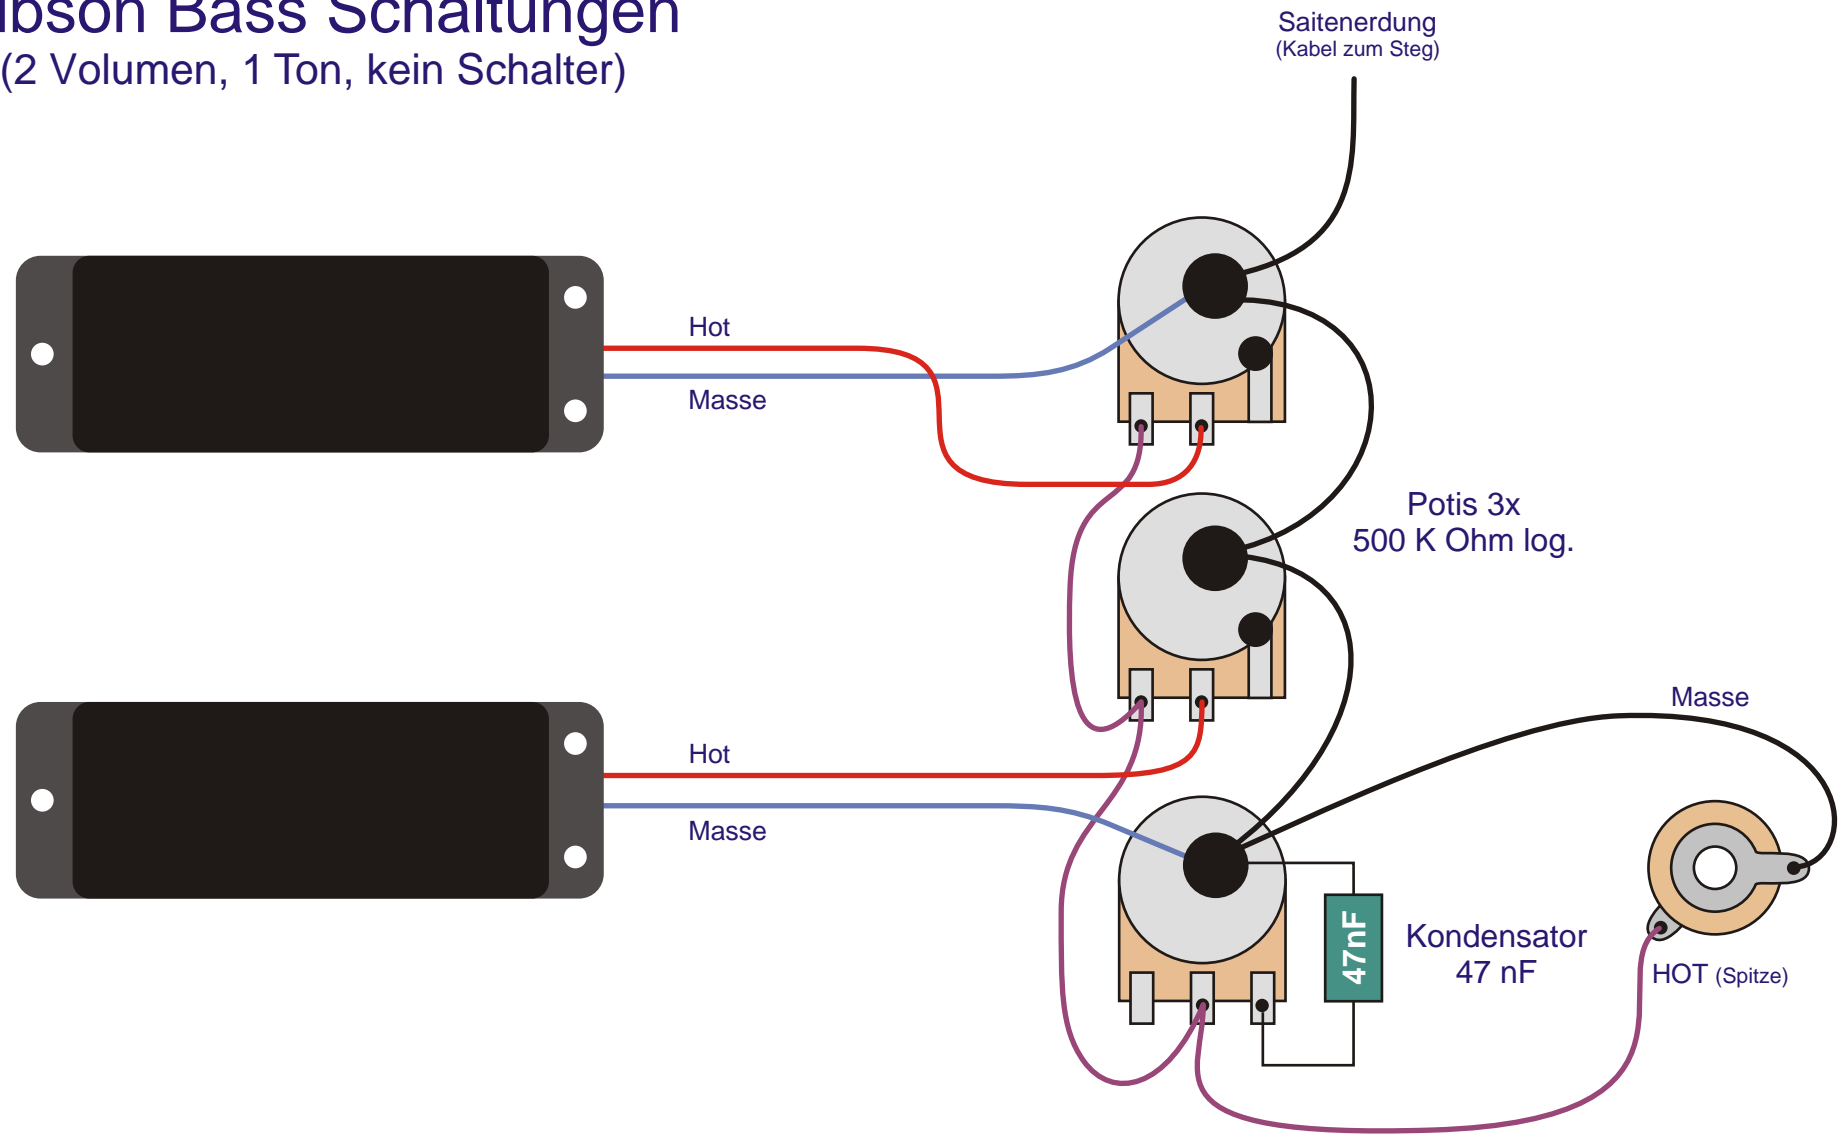 Bass Schaltungen
(2 Volumen, 1 Ton, kein Schalter)
Saitenerdung
(Kabel zum Steg)
Hot
Masse
Potis 3x
500 K Ohm log.
Hot
Masse
Masse
47nF
Kondensator
47 nF
HOT (Spitze)